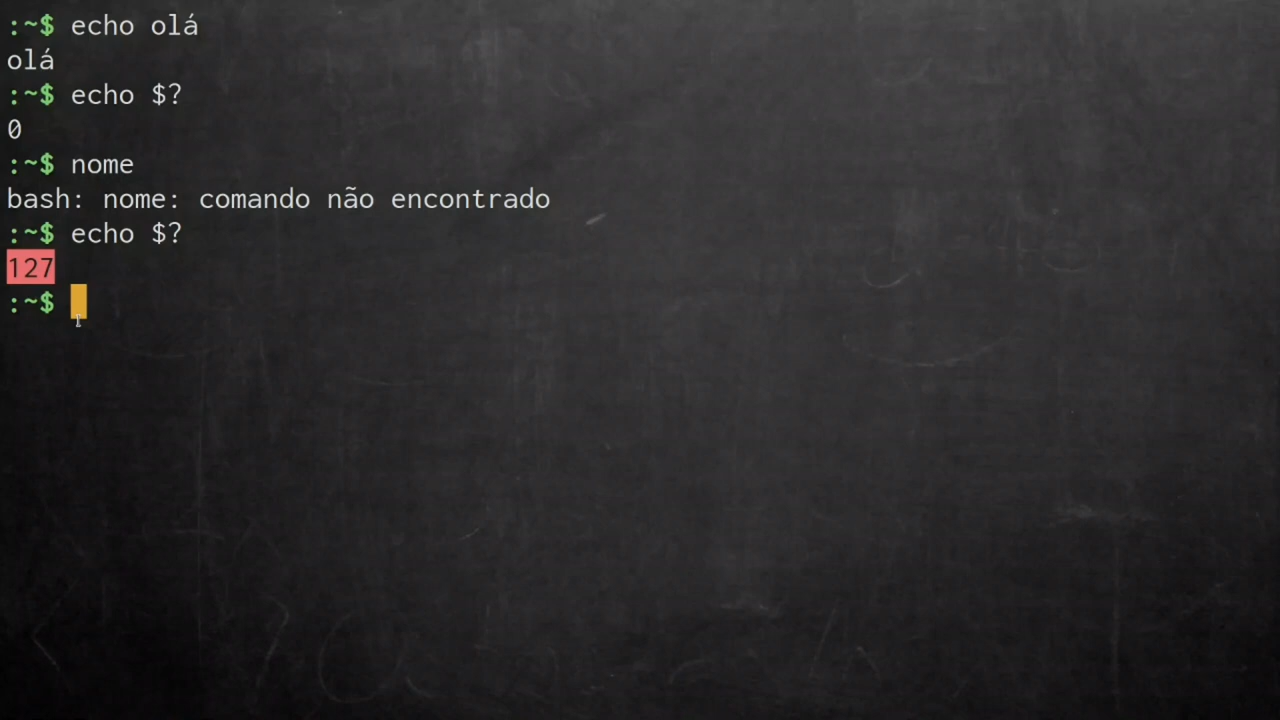 :~$ echo olá
olá
:~$ echo $?
0
:~$ nome
bash: nome: comando não encontrado
:~$ echo $?
127
:~$